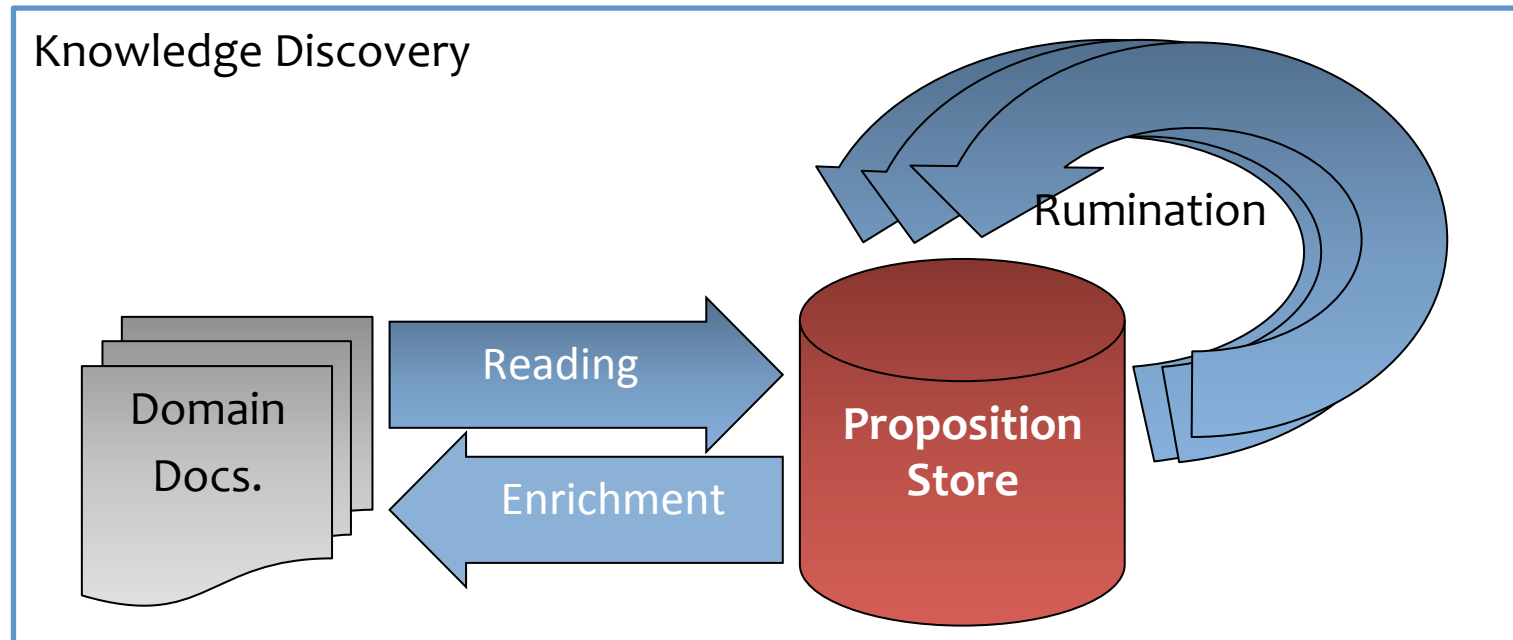 Knowledge Discovery
Rumination
Reading
Domain
Docs.
Proposition
Store
Enrichment